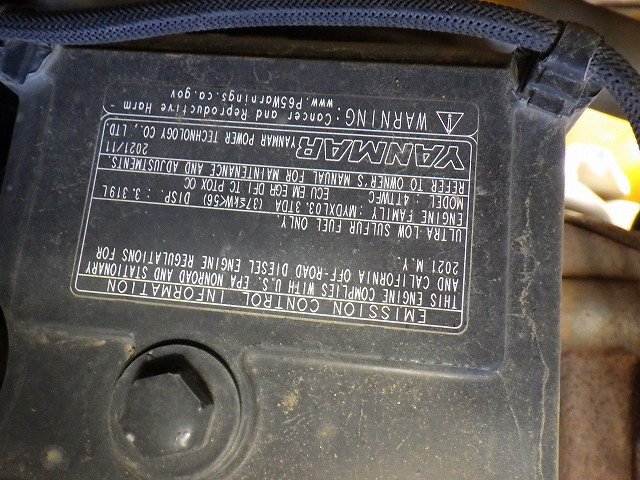 EMISSION CONTROL INFORMATION
THIS ENGINE COMPLIES WITH U.S. EPA NONROAD AND STATIONARY
AND CALIFORNIA OFF-ROAD DIESEL ENGINE REGULATIONS FOR
2021 M.Y.
ULTRA LOW SULFUR FUEL ONLY.
ENGINE FAMILY : MYDXL03.3TDA (37≤kW<56) DISP. : 3.319L
MODEL : 4TTWFC ECU EM EGR DFI TC PTOX OC
REFER TO OWNER'S MANUAL FOR MAINTENANCE AND ADJUSTMENTS.
YANMAR YANMAR POWER TECHNOLOGY CO., LTD.
2021/11
WARNING: Cancer and Reproductive Harm -
www.P65Warnings.ca.gov